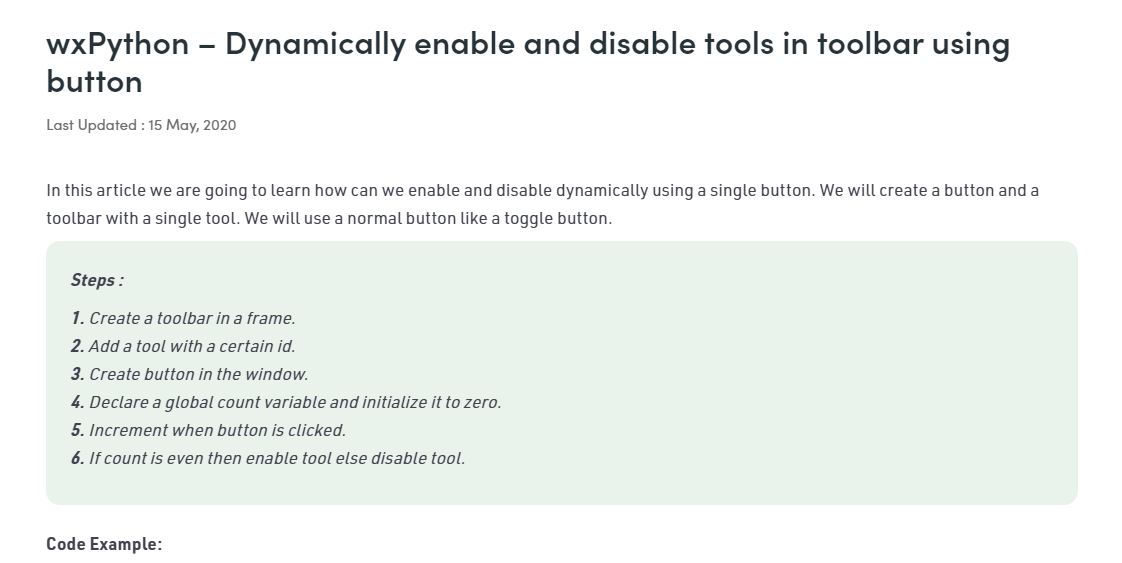 wxPython – Dynamically enable and disable tools in toolbar using
button
Last Updated : 15 May, 2020
In this article we are going to learn how can we enable and disable dynamically using a single button. We will create a button and a
toolbar with a single tool. We will use a normal button like a toggle button.
Steps :
1. Create a toolbar in a frame.
2. Add a tool with a certain id.
3. Create button in the window.
4. Declare a global count variable and initialize it to zero.
5. Increment when button is clicked.
6. If count is even then enable tool else disable tool.
Code Example: